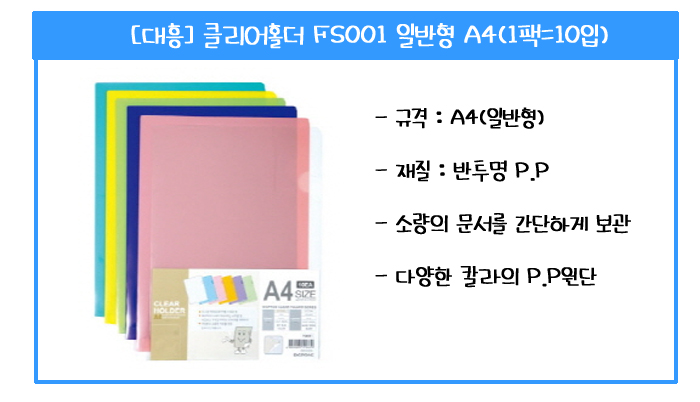 [대흥] 클리어홀더 FS001 일반형 A4(1팩=10입)
- 규격 : A4(일반형)
- 재질 : 반투명 P.P
- 소량의 문서를 간단하게 보관
- 다양한 칼라의 P.P원단
CLEAR
HOLDER
A4
SIZE